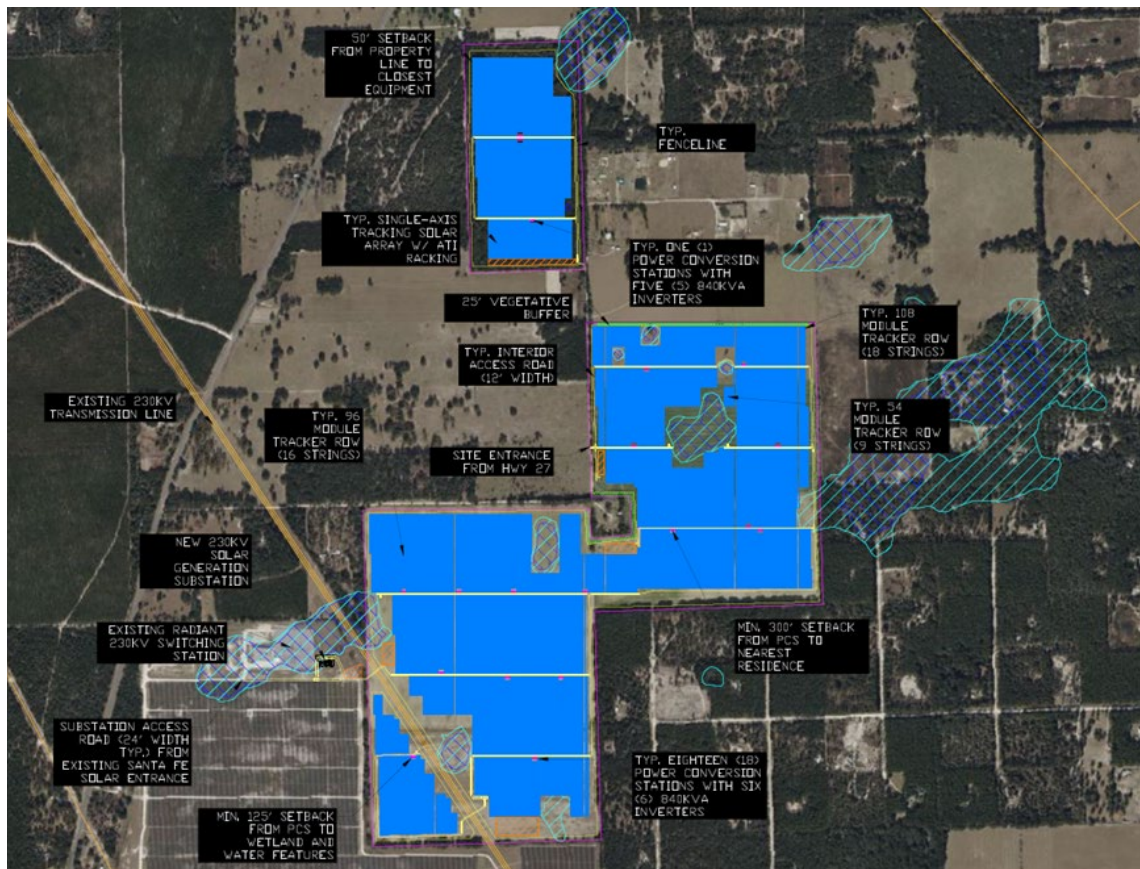 50' SETBACK
FROM PROPERTY
LINE TO
CLOSEST
EQUIPMENT
TYP.
FENCELINE
TYP. SINGLE-AXIS
TRACKING SOLAR
ARRAY W/ ATI
RACKING
TYP. ONE (1)
POWER CONVERSION
STATIONS WITH
FIVE (5) 840KVA
INVERTERS
25' VEGETATIVE
BUFFER
TYP. 108
MODULE
TRACKER ROW
(18 STRINGS)
TYP. INTERIOR
ACCESS ROAD
(12' WIDTH)
EXISTING 230KV
TRANSMISSION LINE
TYP. 96
MODULE
TRACKER ROW
(16 STRINGS)
TYP. 54
MODULE
TRACKER ROW
(9 STRINGS)
SITE ENTRANCE
FROM HWY 27
NEW 230KV
SOLAR
GENERATION
SUBSTATION
EXISTING RADIANT
230KV SWITCHING
STATION
MIN. 300' SETBACK
FROM PCS TO
NEAREST
RESIDENCE
SUBSTATION ACCESS
ROAD (24' WIDTH
TYP.) FROM
EXISTING SANTA FE
SOLAR ENTRANCE
TYP. EIGHTEEN (18)
POWER CONVERSION
STATIONS WITH SIX
(6) 840KVA
INVERTERS
MIN. 125' SETBACK
FROM PCS TO
WETLAND AND
WATER FEATURES